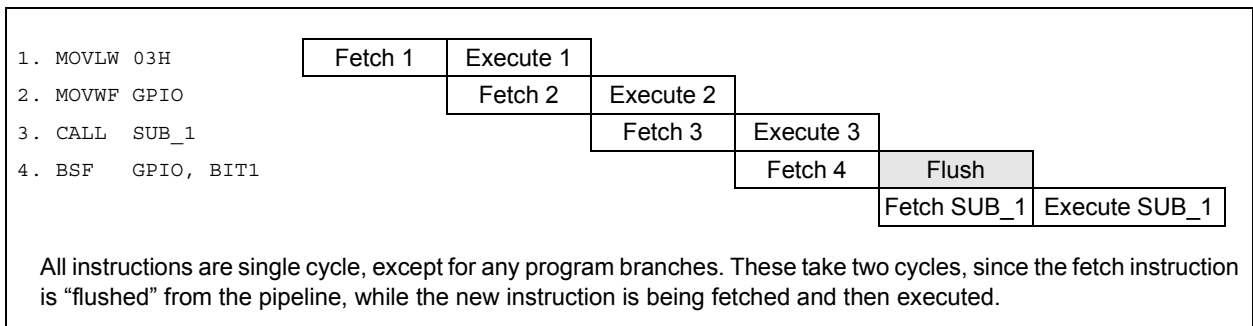 1. MOVLW 03H Fetch 1 Execute 1
2. MOVWF GPIO Fetch 2 Execute 2
3. CALL SUB_1 Fetch 3 Execute 3
4. BSF GPIO, BIT1 Fetch 4 Flush
Fetch SUB_1 Execute SUB_1
All instructions are single cycle, except for any program branches. These take two cycles, since the fetch instruction
is “flushed” from the pipeline, while the new instruction is being fetched and then executed.